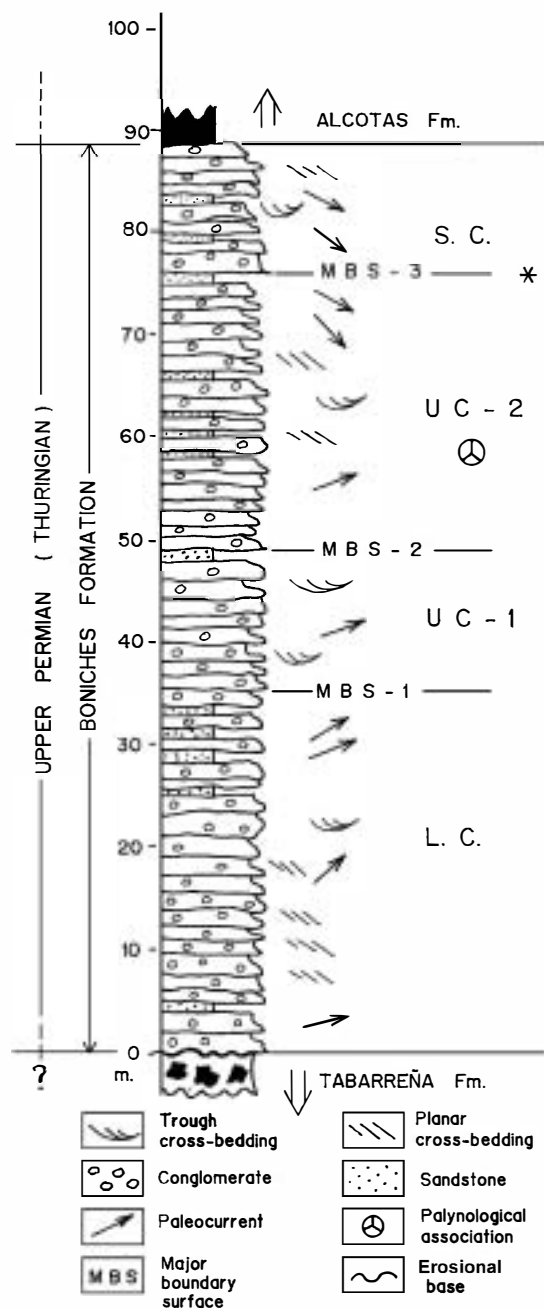 100 -
ALCOTAS Fm.
90 -
S. C.
80 -
MBS-3
*
70 -
UC-2
60 -
MBS-2
50 -
UC-1
40 -
MBS-1
30 -
L. C.
20 -
10 -
0
m.
UPPER PERMIAN ( THURINGIAN )
BONICHES FORMATION
?
TABARREÑA Fm.
Trough
cross-bedding
Planar
cross-bedding
Conglomerate
Sandstone
Paleocurrent
Palynological
association
MBS
Major
boundary
surface
Erosional
base